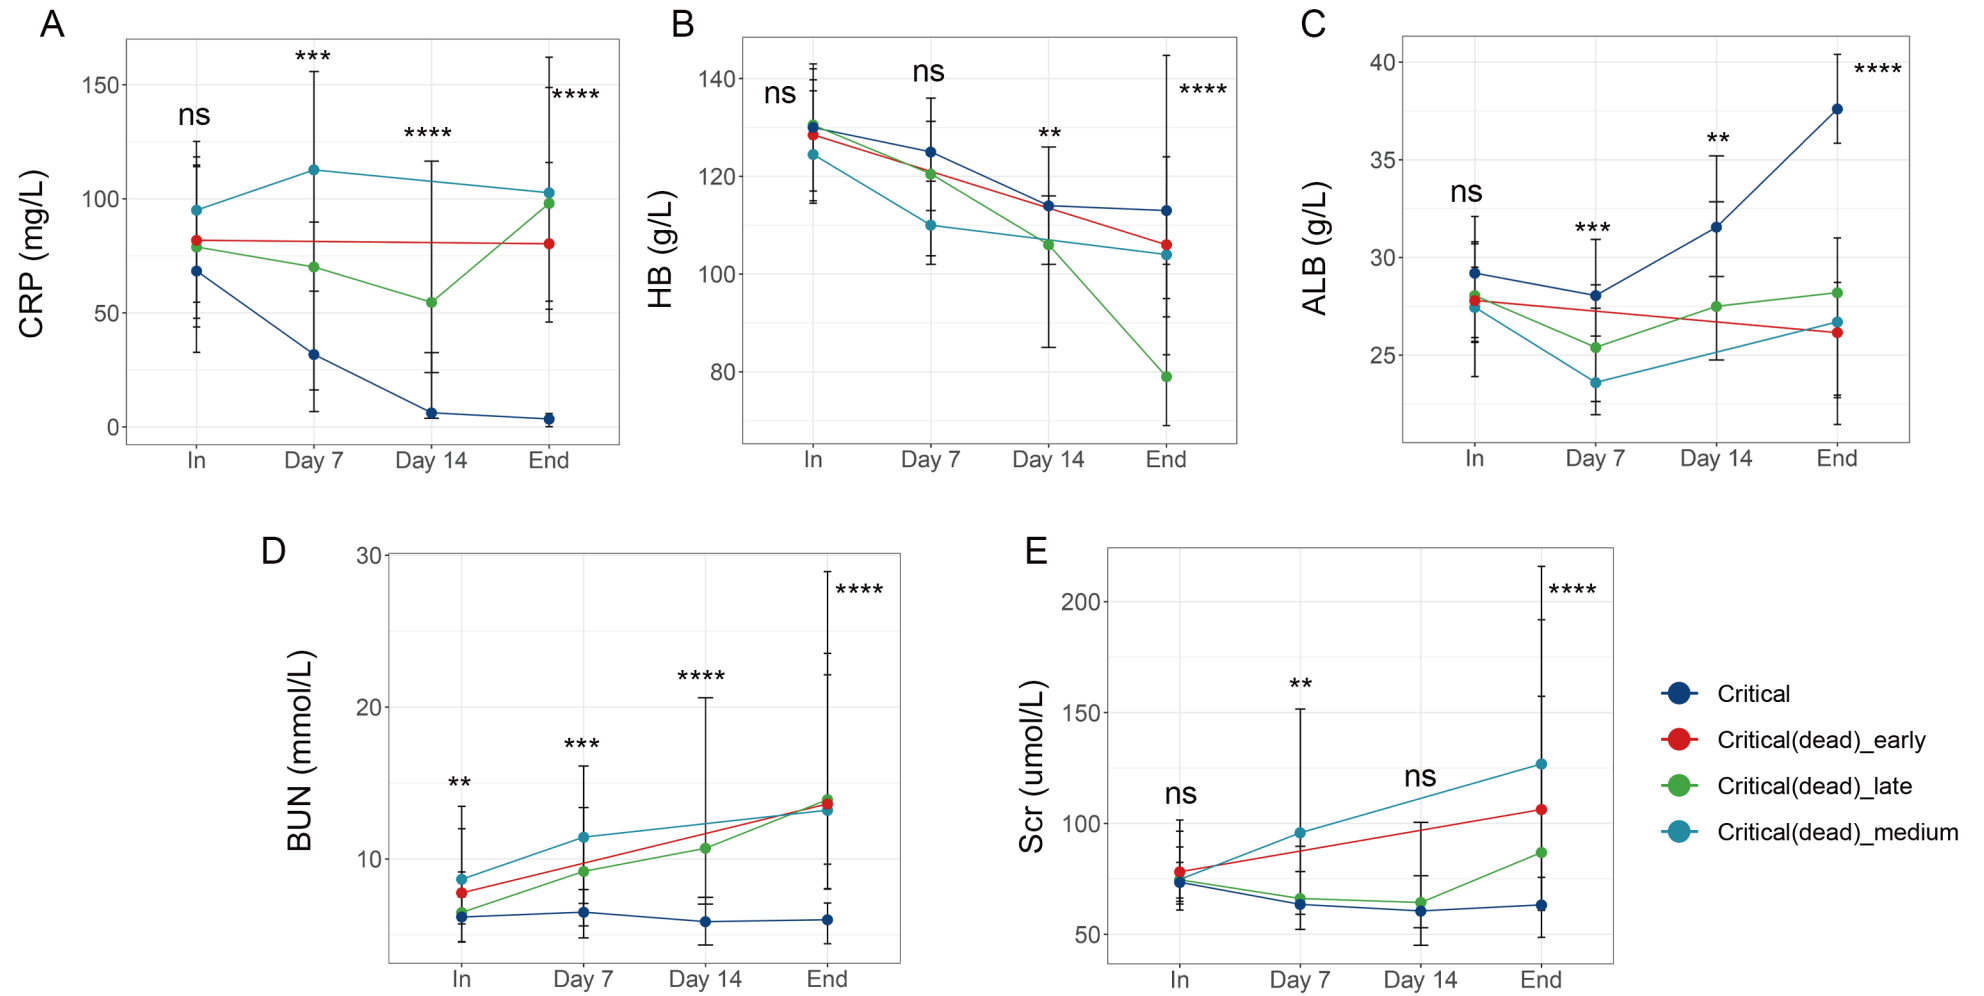 A
CRP (mg/L)
150
100
50
0
ns
***
****
****
In Day 7 Day 14 End
B
HB (g/L)
140
120
100
80
ns
ns
**
****
In Day 7 Day 14 End
C
ALB (g/L)
40
35
30
25
ns
***
**
****
In Day 7 Day 14 End
D
BUN (mmol/L)
30
20
10
**
***
****
****
In Day 7 Day 14 End
E
Scr (umol/L)
200
150
100
50
ns
**
ns
****
In Day 7 Day 14 End
Critical
Critical(dead)_early
Critical(dead)_late
Critical(dead)_medium